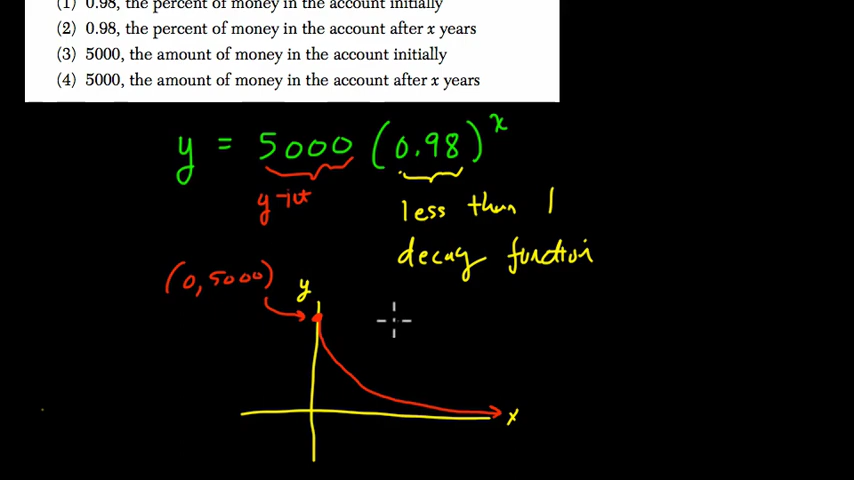 (1) 0.98, the percent of money in the account initially
(2) 0.98, the percent of money in the account after x years
(3) 5000, the amount of money in the account initially
(4) 5000, the amount of money in the account after x years
y = 5000 (0.98)^x
y-int
less than 1
decay function
(0, 5000)
y
x